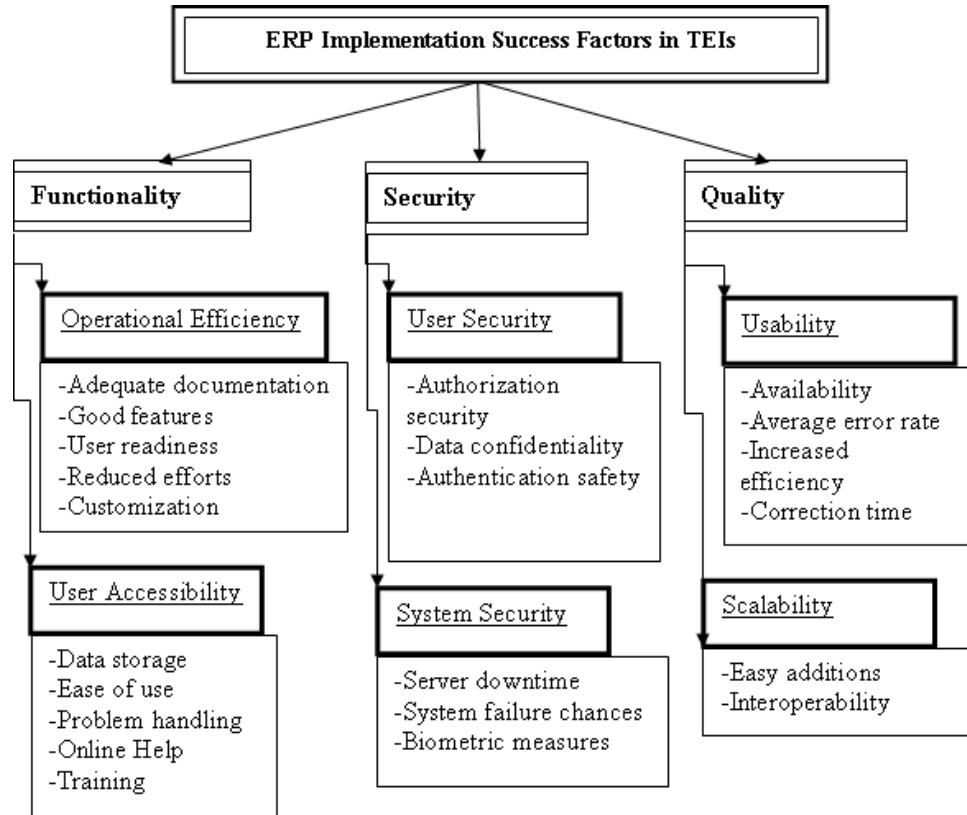 ERP Implementation Success Factors in TEIs
Functionality
Operational Efficiency
-Adequate documentation
-Good features
-User readiness
-Reduced efforts
-Customization
User Accessibility
-Data storage
-Ease of use
-Problem handling
-Online Help
-Training
Security
User Security
-Authorization
security
-Data confidentiality
-Authentication safety
System Security
-Server downtime
-System failure chances
-Biometric measures
Quality
Usability
-Availability
-Average error rate
-Increased
efficiency
-Correction time
Scalability
-Easy additions
-Interoperability